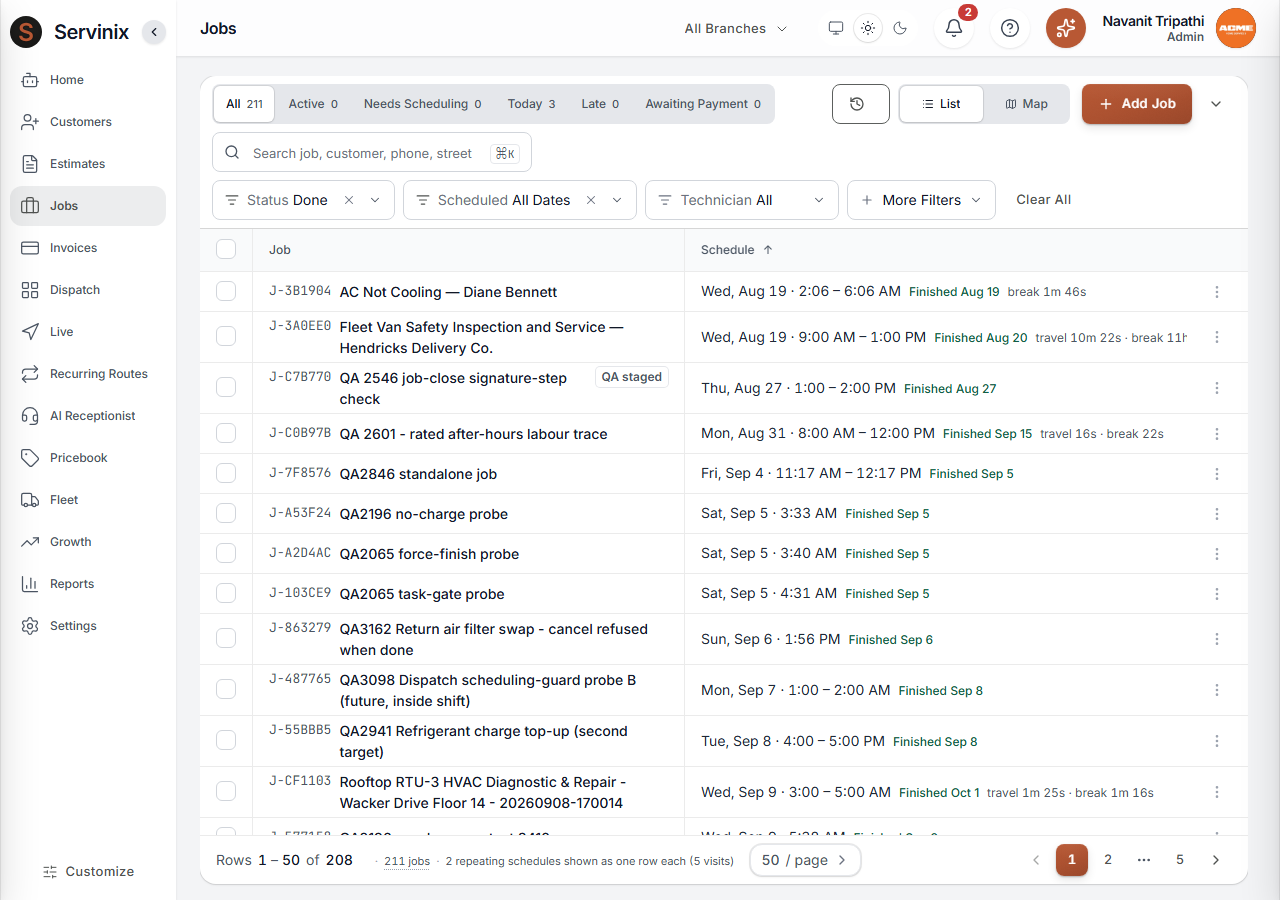 S Servinix
Jobs
All Branches
2
Navanit Tripathi
Admin
ACME
Home
Customers
Estimates
Jobs
Invoices
Dispatch
Live
Recurring Routes
AI Receptionist
Pricebook
Fleet
Growth
Reports
Settings
Customize
All 211 Active 0 Needs Scheduling 0 Today 3 Late 0 Awaiting Payment 0
List Map
+ Add Job
Search job, customer, phone, street ⌘K
Status Done
Scheduled All Dates
Technician All
+ More Filters
Clear All
Job Schedule ↑
J-3B1904 AC Not Cooling — Diane Bennett Wed, Aug 19 · 2:06 – 6:06 AM Finished Aug 19 break 1m 46s
J-3A0EE0 Fleet Van Safety Inspection and Service —
Hendricks Delivery Co. Wed, Aug 19 · 9:00 AM – 1:00 PM Finished Aug 20 travel 10m 22s · break 11h
J-C7B770 QA 2546 job-close signature-step
check QA staged Thu, Aug 27 · 1:00 – 2:00 PM Finished Aug 27
J-C0B97B QA 2601 - rated after-hours labour trace Mon, Aug 31 · 8:00 AM – 12:00 PM Finished Sep 15 travel 16s · break 22s
J-7F8576 QA2846 standalone job Fri, Sep 4 · 11:17 AM – 12:17 PM Finished Sep 5
J-A53F24 QA2196 no-charge probe Sat, Sep 5 · 3:33 AM Finished Sep 5
J-A2D4AC QA2065 force-finish probe Sat, Sep 5 · 3:40 AM Finished Sep 5
J-103CE9 QA2065 task-gate probe Sat, Sep 5 · 4:31 AM Finished Sep 5
J-863279 QA3162 Return air filter swap - cancel refused
when done Sun, Sep 6 · 1:56 PM Finished Sep 6
J-487765 QA3098 Dispatch scheduling-guard probe B
(future, inside shift) Mon, Sep 7 · 1:00 – 2:00 AM Finished Sep 8
J-55BBB5 QA2941 Refrigerant charge top-up (second
target) Tue, Sep 8 · 4:00 – 5:00 PM Finished Sep 8
J-CF1103 Rooftop RTU-3 HVAC Diagnostic & Repair -
Wacker Drive Floor 14 - 20260908-170014 Wed, Sep 9 · 3:00 – 5:00 AM Finished Oct 1 travel 1m 25s · break 1m 16s
Rows 1 – 50 of 208 · 211 jobs · 2 repeating schedules shown as one row each (5 visits) 50 / page
1 2 ••• 5